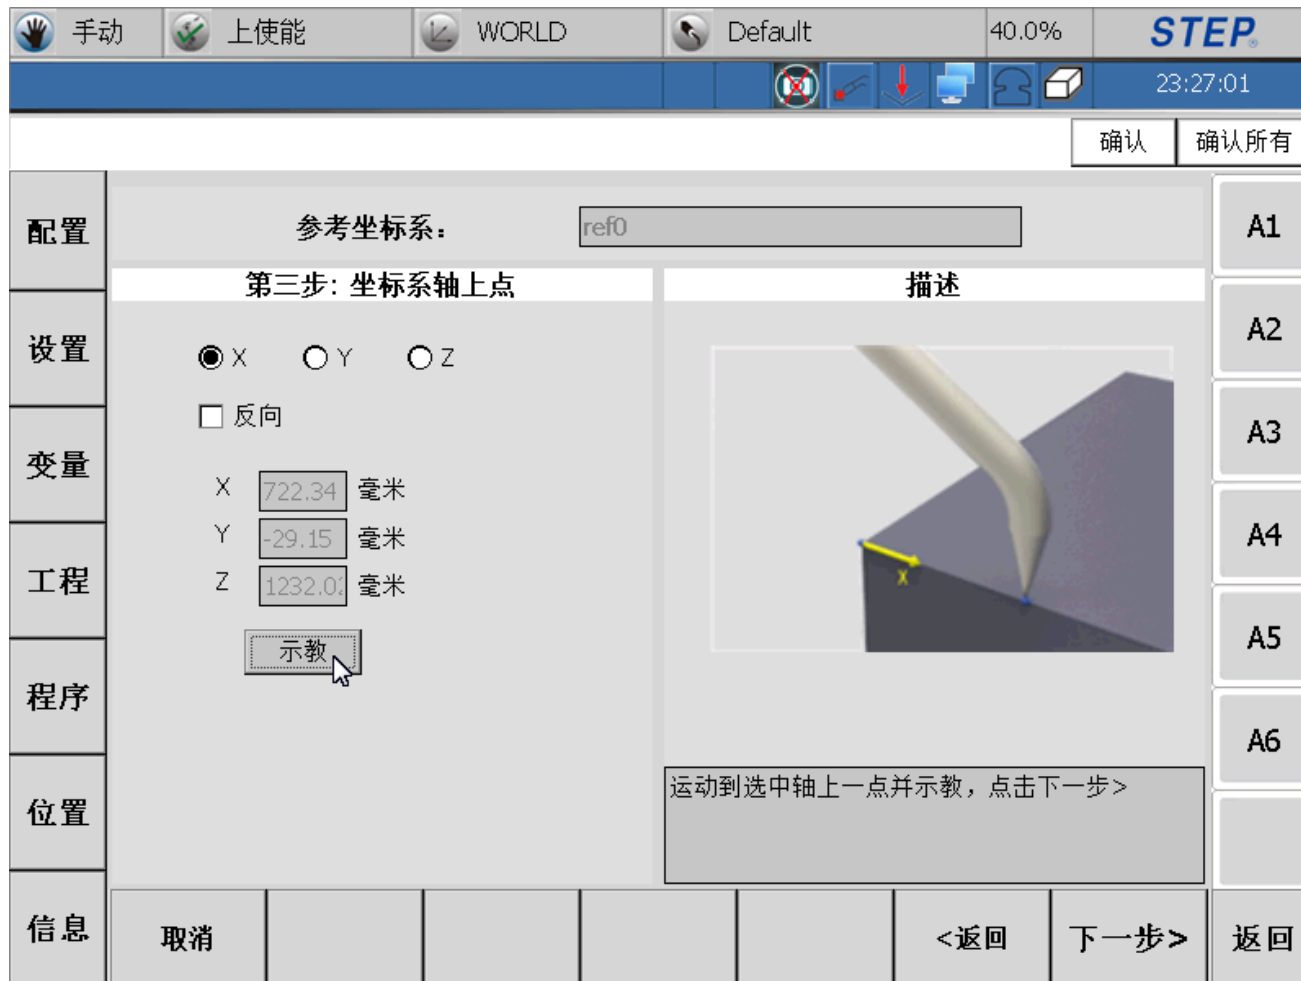 手动 上使能 WORLD Default 40.0% STEP
23:27:01
确认 确认所有
配置 参考坐标系： ref0 A1
第三步: 坐标系轴上点 描述
设置 X Y Z A2
反向
变量 X 722.34 毫米 A3
Y -29.15 毫米
工程 Z 1232.02 毫米 A4
X
示教 A5
程序
A6
位置 运动到选中轴上一点并示教，点击下一步>
信息 取消 <返回 下一步> 返回